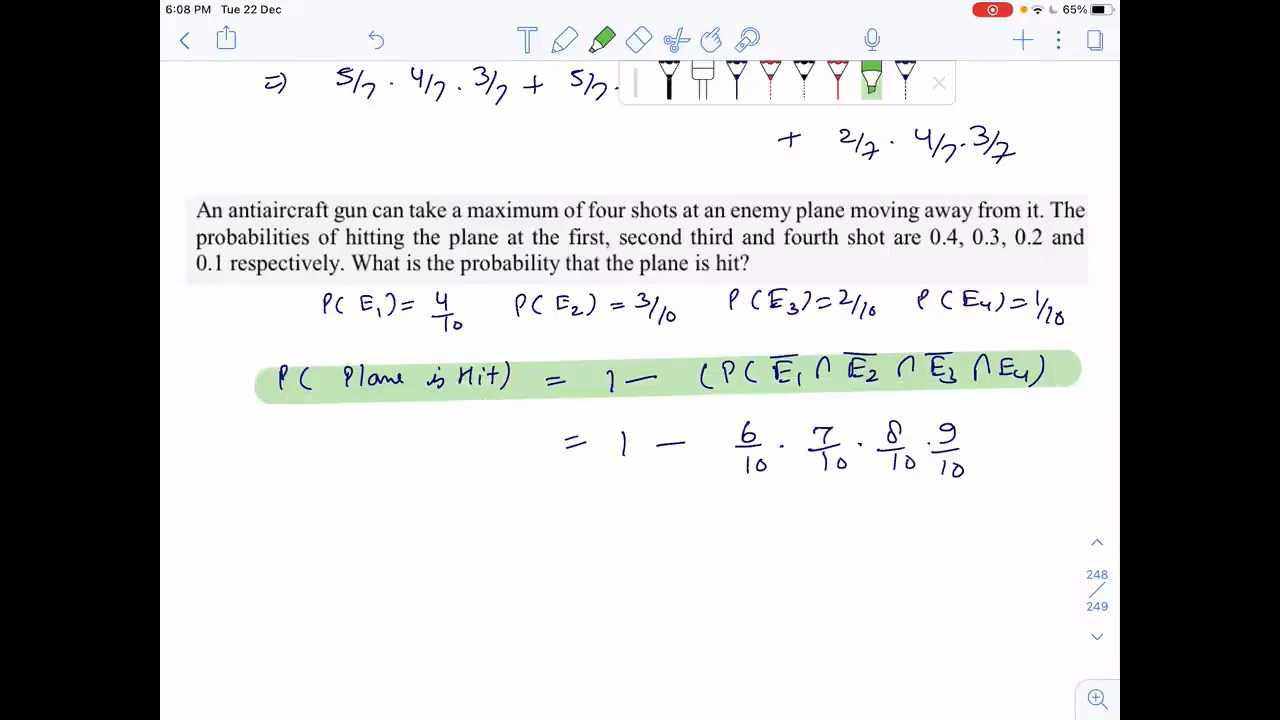 6:08 PM Tue 22 Dec 65%
⇒ 5/7 · 4/7 · 3/7 + 5/7 ·
+ 2/7 · 4/7 · 3/7
An antiaircraft gun can take a maximum of four shots at an enemy plane moving away from it. The
probabilities of hitting the plane at the first, second third and fourth shot are 0.4, 0.3, 0.2 and
0.1 respectively. What is the probability that the plane is hit?
P(E₁) = 4/10 P(E₂) = 3/10 P(E₃) = 2/10 P(E₄) = 1/10
P( Plane is Hit) = 1 — (P(E̅₁ ∩ E̅₂ ∩ E̅₃ ∩ E₄)
= 1 — 6/10 · 7/10 · 8/10 · 9/10
248
249